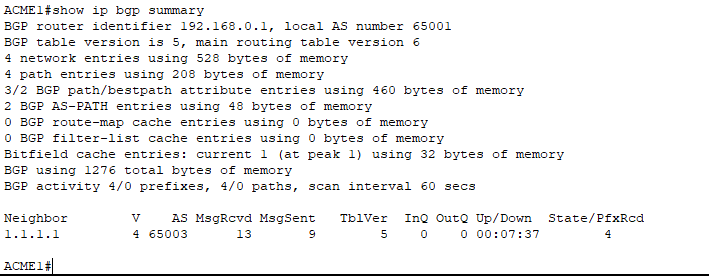 ACME1#show ip bgp summary
BGP router identifier 192.168.0.1, local AS number 65001
BGP table version is 5, main routing table version 6
4 network entries using 528 bytes of memory
4 path entries using 208 bytes of memory
3/2 BGP path/bestpath attribute entries using 460 bytes of memory
2 BGP AS-PATH entries using 48 bytes of memory
0 BGP route-map cache entries using 0 bytes of memory
0 BGP filter-list cache entries using 0 bytes of memory
Bitfield cache entries: current 1 (at peak 1) using 32 bytes of memory
BGP using 1276 total bytes of memory
BGP activity 4/0 prefixes, 4/0 paths, scan interval 60 secs
Neighbor        V    AS MsgRcvd MsgSent   TblVer  InQ OutQ Up/Down  State/PfxRcd
1.1.1.1         4 65003      13       9        5    0    0 00:07:37        4
ACME1#